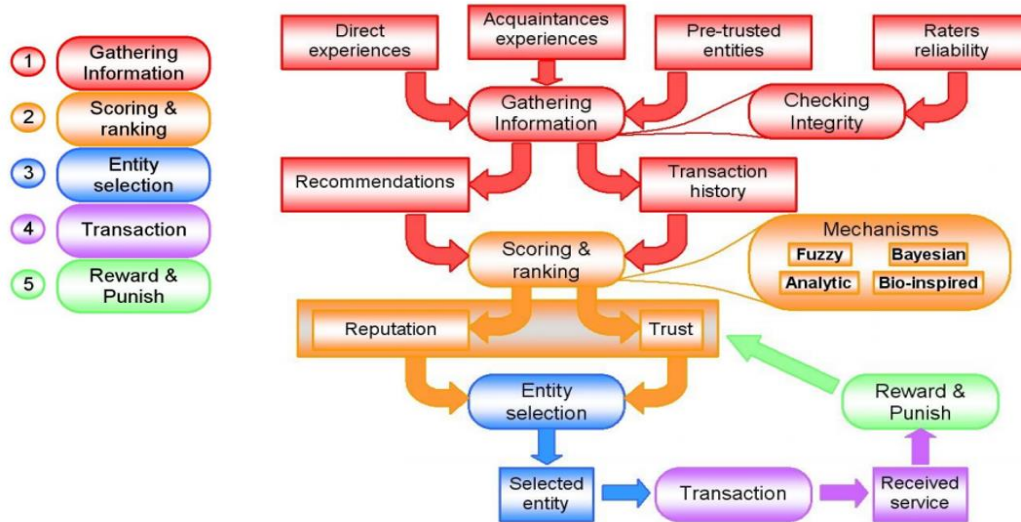 1
Gathering
Information
2
Scoring &
ranking
3
Entity
selection
4
Transaction
5
Reward &
Punish
Direct
experiences
Acquaintances
experiences
Pre-trusted
entities
Raters
reliability
Gathering
Information
Checking
Integrity
Recommendations
Transaction
history
Scoring &
ranking
Mechanisms
Fuzzy
Bayesian
Analytic
Bio-inspired
Reputation
Trust
Entity
selection
Reward &
Punish
Selected
entity
Transaction
Received
service